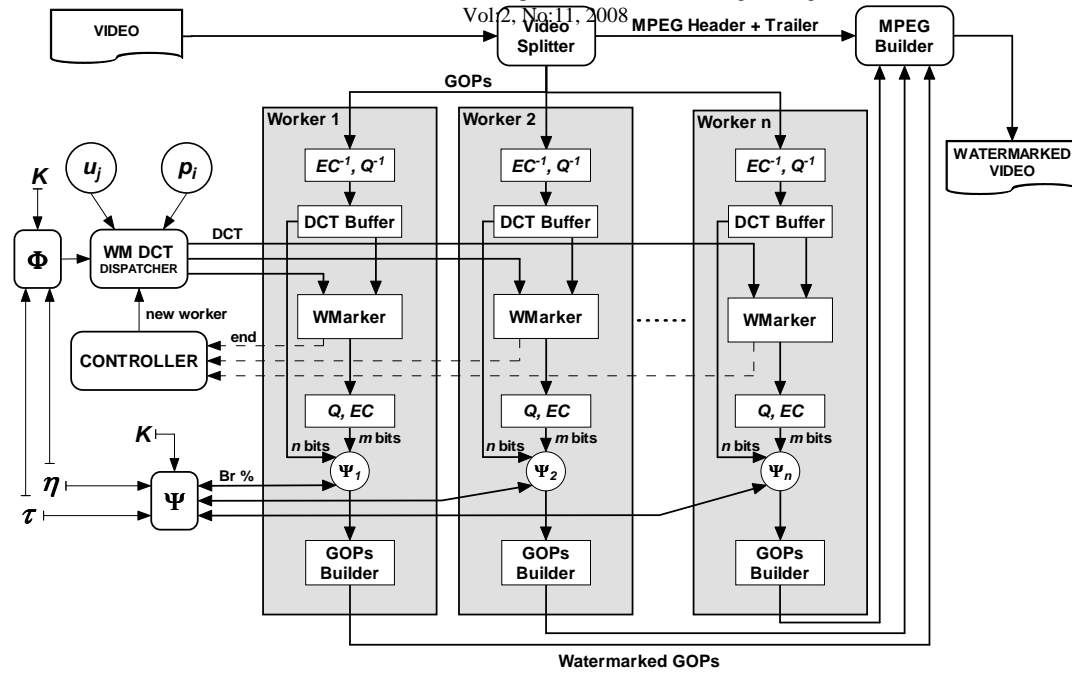 Vol:2, No:11, 2008
VIDEO
Video
Splitter
MPEG Header + Trailer
MPEG
Builder
GOPs
Worker 1
Worker 2
Worker n
WATERMARKED
VIDEO
EC⁻¹, Q⁻¹
EC⁻¹, Q⁻¹
EC⁻¹, Q⁻¹
K
u_j
p_i
DCT Buffer
DCT Buffer
DCT Buffer
DCT
Φ
WM DCT
DISPATCHER
new worker
WMarker
WMarker
......
WMarker
end
CONTROLLER
Q, EC
Q, EC
Q, EC
K
n bits
m bits
n bits
m bits
n bits
m bits
Br %
Ψ₁
Ψ₂
Ψ_n
η
Ψ
τ
GOPs
Builder
GOPs
Builder
GOPs
Builder
Watermarked GOPs